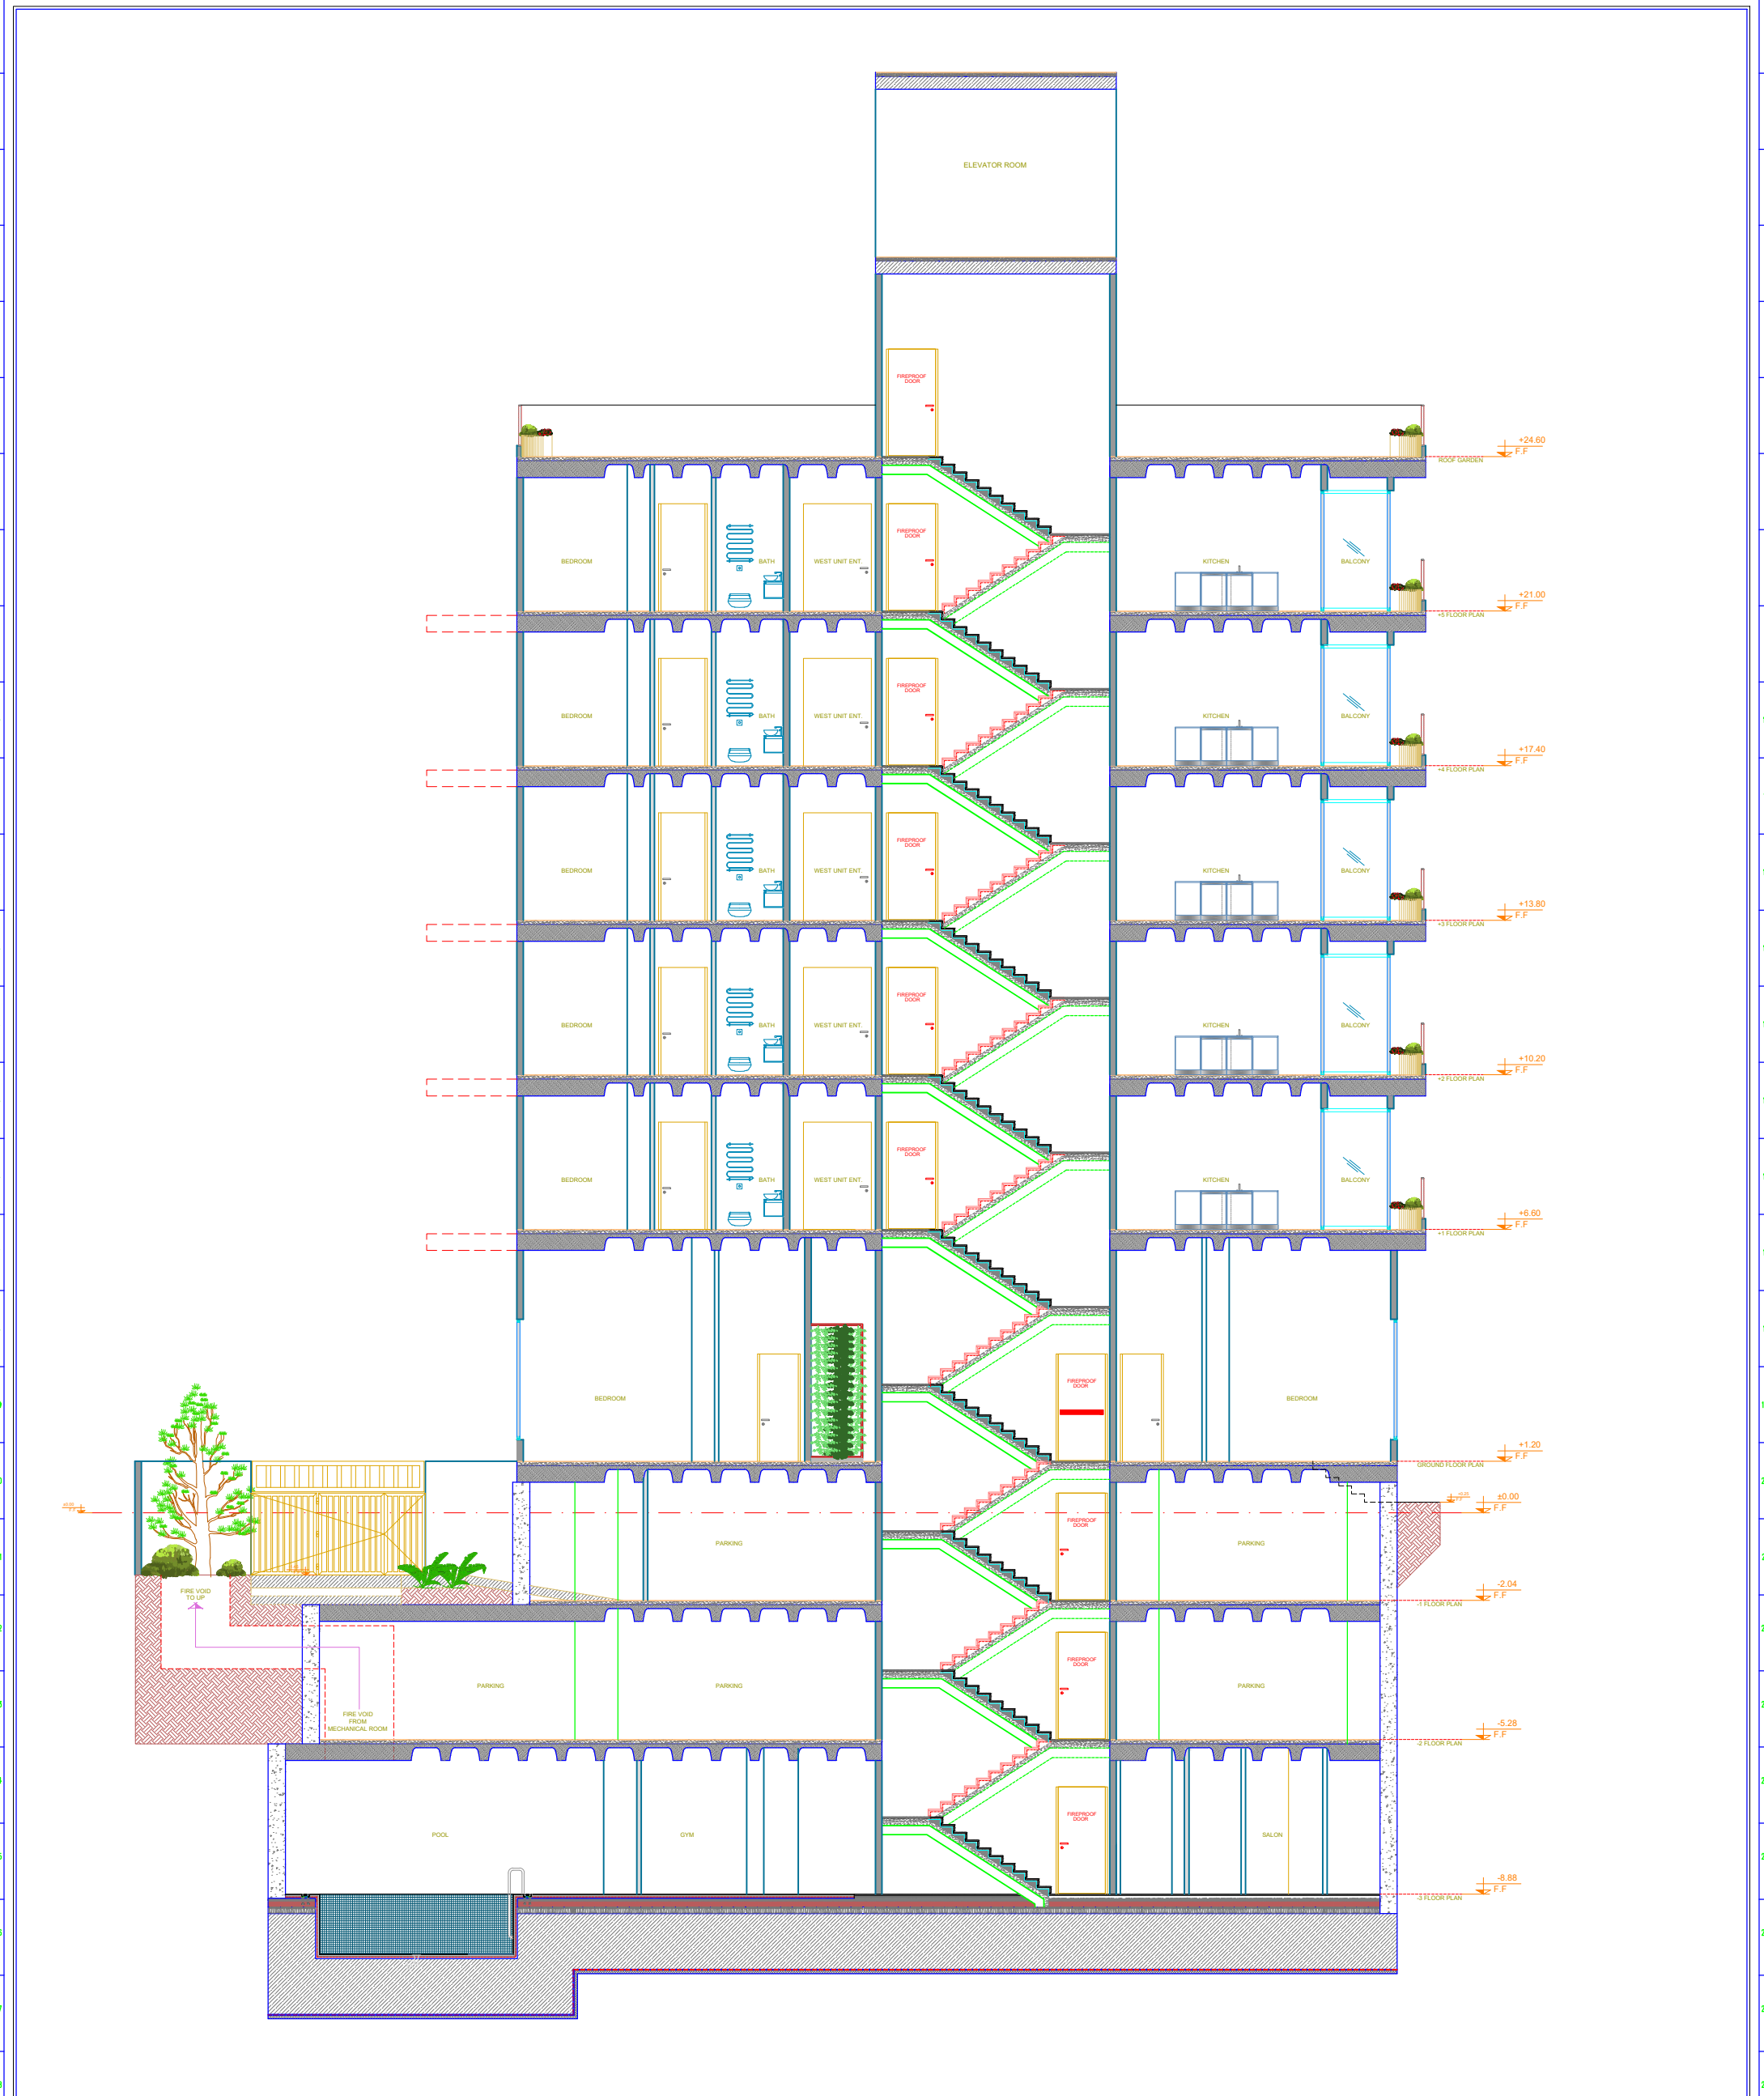 ELEVATOR ROOM
FIREPROOF
DOOR
+24.60
F.F
ROOF GARDEN
BEDROOM
BATH
WEST UNIT ENT.
FIREPROOF
DOOR
KITCHEN
BALCONY
+21.00
F.F
+5 FLOOR PLAN
BEDROOM
BATH
WEST UNIT ENT.
FIREPROOF
DOOR
KITCHEN
BALCONY
+17.40
F.F
+4 FLOOR PLAN
BEDROOM
BATH
WEST UNIT ENT.
FIREPROOF
DOOR
KITCHEN
BALCONY
+13.80
F.F
+3 FLOOR PLAN
BEDROOM
BATH
WEST UNIT ENT.
FIREPROOF
DOOR
KITCHEN
BALCONY
+10.20
F.F
+2 FLOOR PLAN
BEDROOM
BATH
WEST UNIT ENT.
FIREPROOF
DOOR
KITCHEN
BALCONY
+6.60
F.F
+1 FLOOR PLAN
BEDROOM
FIREPROOF
DOOR
BEDROOM
+1.20
F.F
GROUND FLOOR PLAN
±0.00
F.F
PARKING
FIREPROOF
DOOR
PARKING
FIRE VOID
TO UP
-2.04
F.F
-1 FLOOR PLAN
PARKING
PARKING
FIREPROOF
DOOR
PARKING
FIRE VOID
FROM
MECHANICAL ROOM
-5.28
F.F
-2 FLOOR PLAN
POOL
GYM
FIREPROOF
DOOR
SALON
-8.88
F.F
-3 FLOOR PLAN